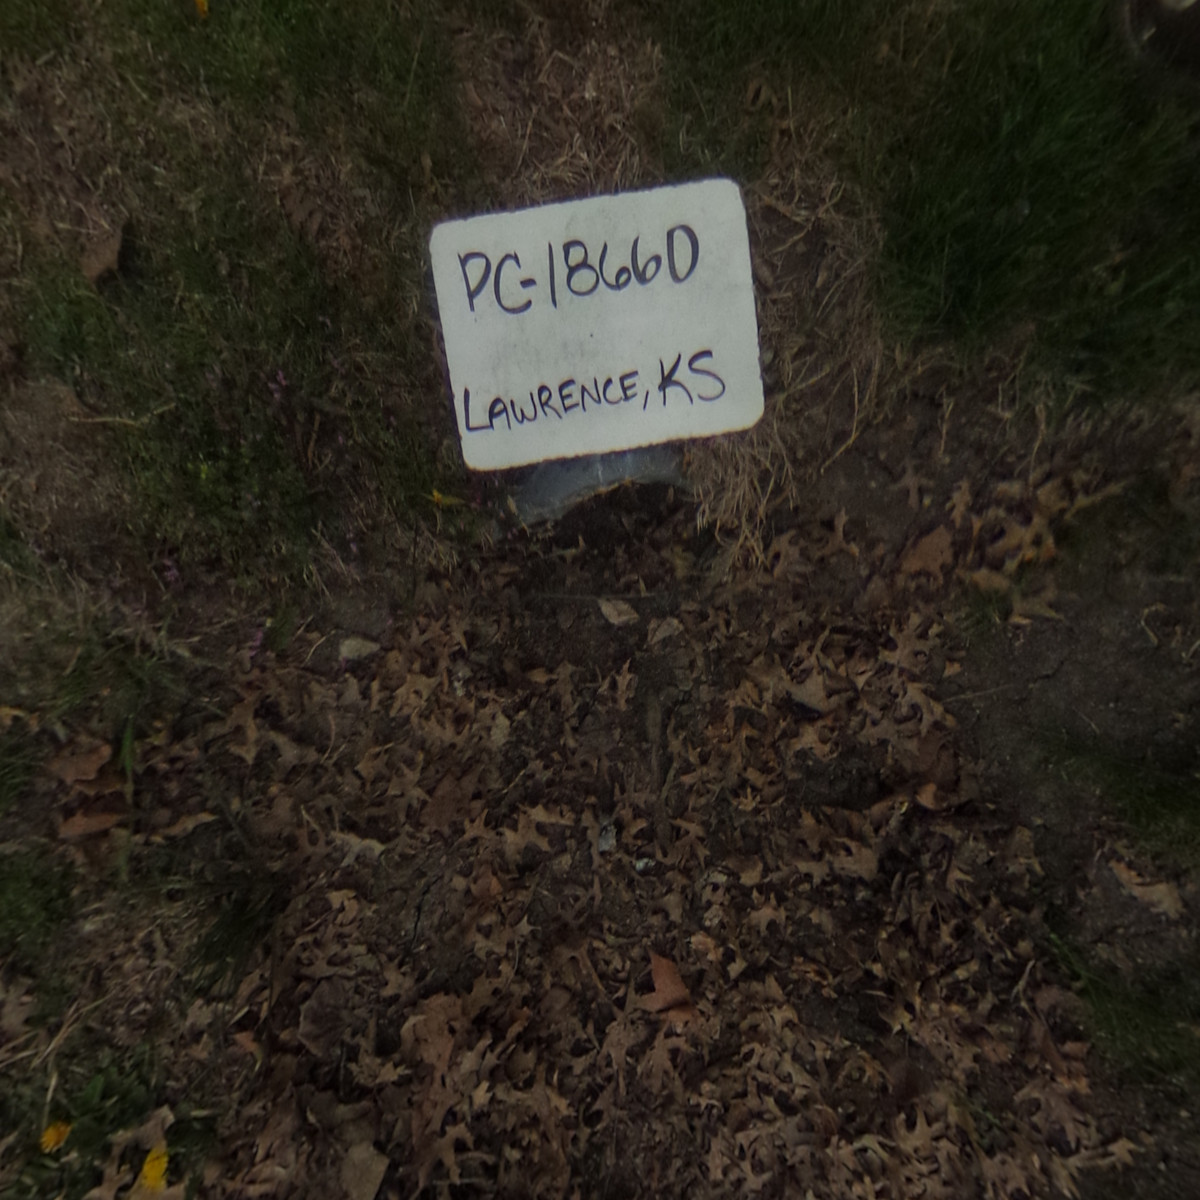 PC-18660
LAWRENCE, KS